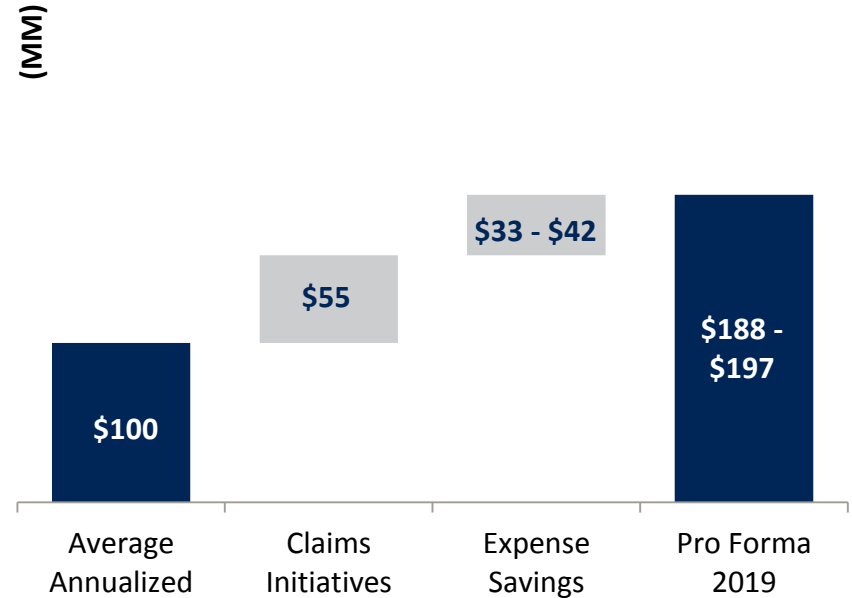 (MM)
$33 - $42
$55
$188 -
$197
$100
Average
Annualized
Claims
Initiatives
Expense
Savings
Pro Forma
2019